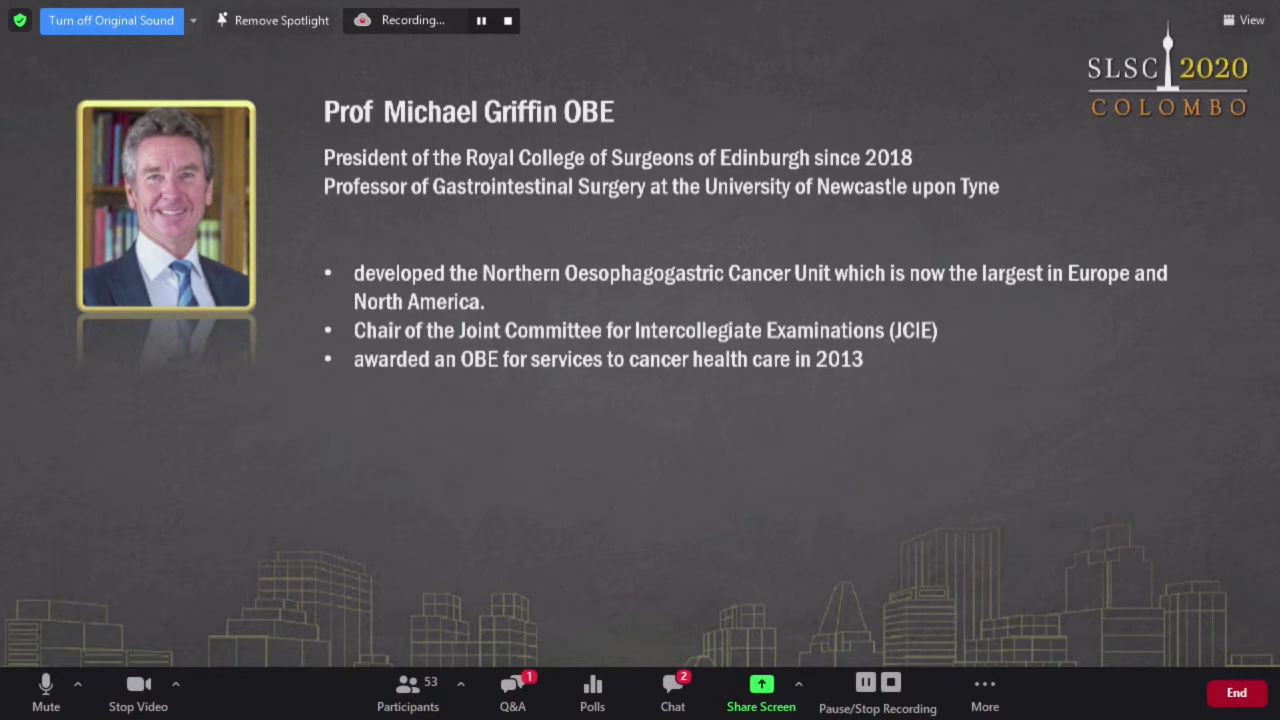 Turn off Original Sound
Remove Spotlight
Recording...
View
SLSC 2020
COLOMBO
Prof Michael Griffin OBE
President of the Royal College of Surgeons of Edinburgh since 2018
Professor of Gastrointestinal Surgery at the University of Newcastle upon Tyne
• developed the Northern Oesophagogastric Cancer Unit which is now the largest in Europe and
North America.
• Chair of the Joint Committee for Intercollegiate Examinations (JCIE)
• awarded an OBE for services to cancer health care in 2013
53
1
2
Mute
Stop Video
Participants
Q&A
Polls
Chat
Share Screen
Pause/Stop Recording
More
End